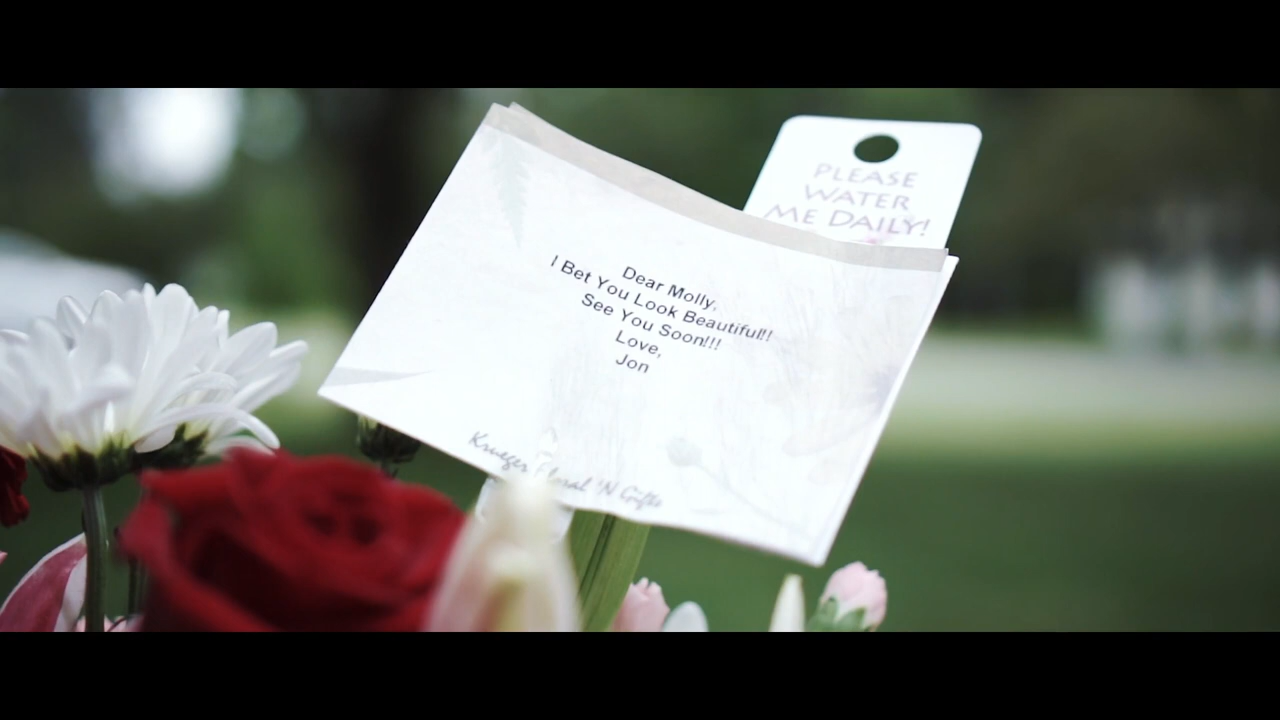 PLEASE
WATER
ME DAILY!
Dear Molly,
I Bet You Look Beautiful!!
See You Soon!!!
Love,
Jon
Krueger Floral 'N Gifts